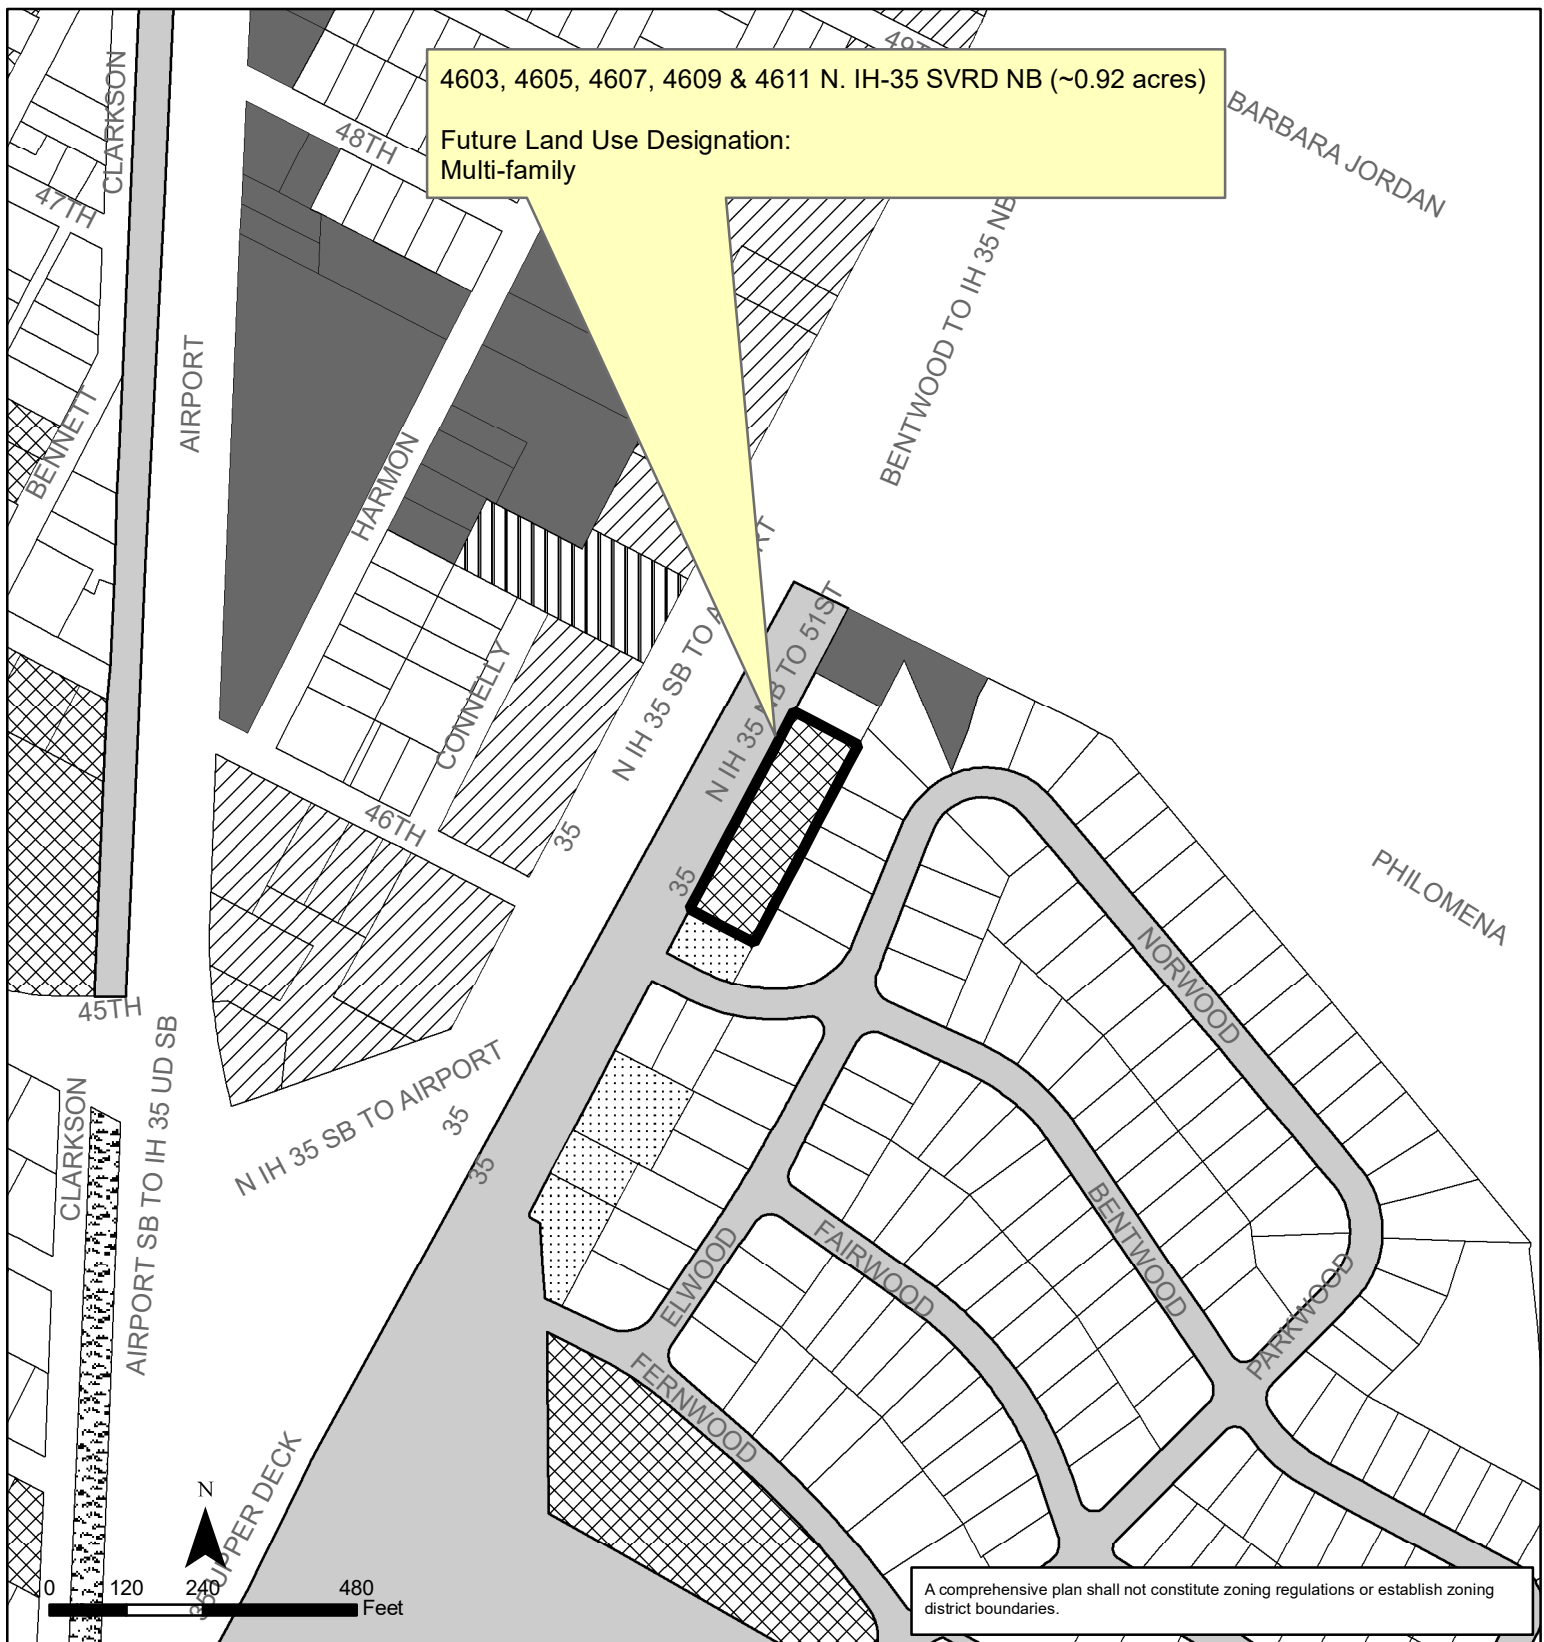 4603, 4605, 4607, 4609 & 4611 N. IH-35 SVRD NB (~0.92 acres)
Future Land Use Designation:
Multi-family
CLARKSON
48TH
47TH
BARBARA JORDAN
BENTWOOD TO IH 35 NB
AIRPORT
BENNETT
HARMON
CONNELLY
N IH 35 SB TO A
RT
N IH 35 NB TO 51ST
46TH
35
35
PHILOMENA
NORWOOD
45TH
N IH 35 SB TO AIRPORT
35
35
CLARKSON
AIRPORT SB TO IH 35 UD SB
ELWOOD
FAIRWOOD
BENTWOOD
PARKWOOD
FERNWOOD
35 UPPER DECK
N
0 120 240 480
Feet
A comprehensive plan shall not constitute zoning regulations or establish zoning
district boundaries.